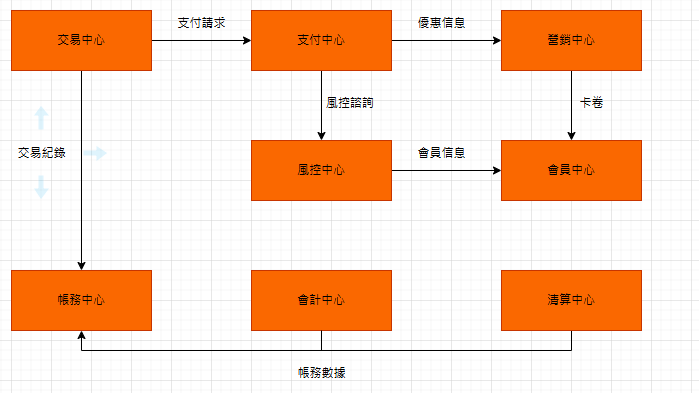 支付請求
優惠信息
交易中心
支付中心
營銷中心
風控諮詢
卡卷
交易紀錄
會員信息
風控中心
會員中心
帳務中心
會計中心
清算中心
帳務數據